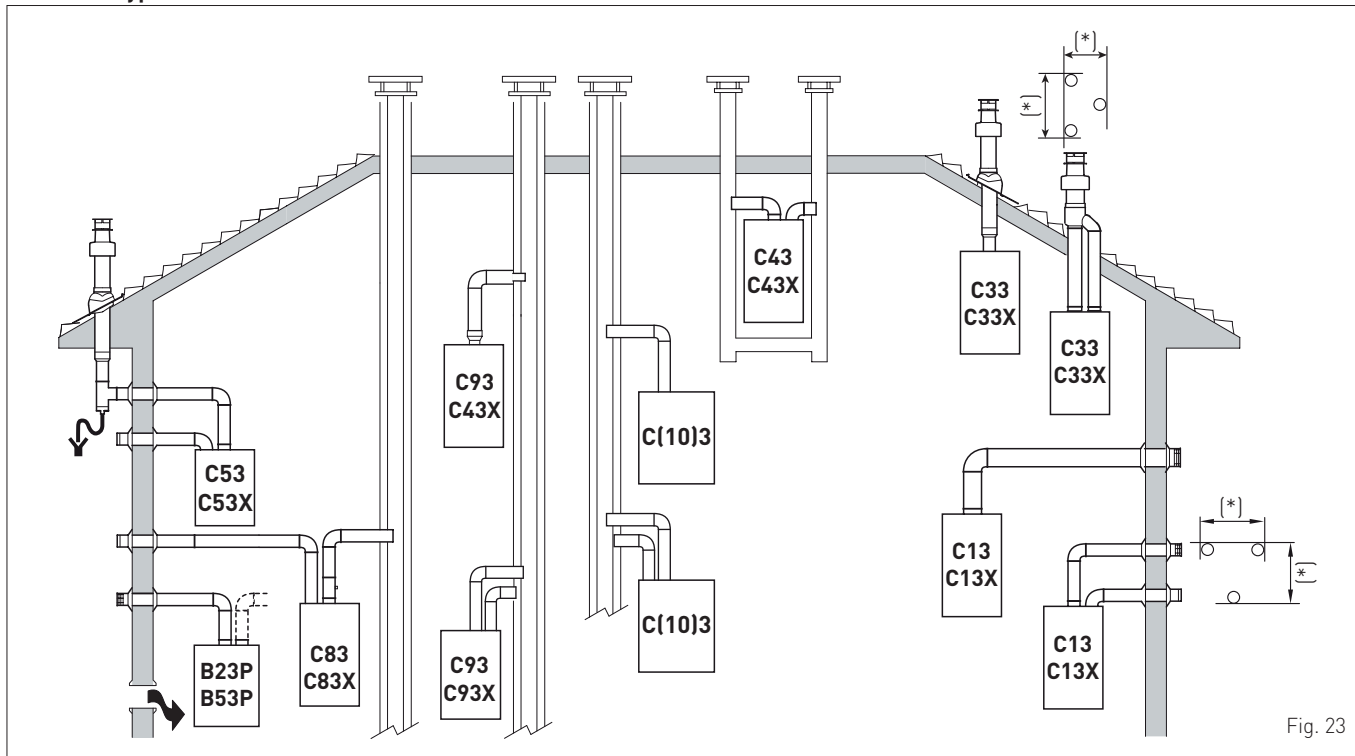 (*)
(*)
C43
C43X
C33
C33X
C33
C33X
C93
C43X
C(10)3
C53
C53X
(*)
(*)
C13
C13X
C83
C83X
C93
C93X
C(10)3
C13
C13X
B23P
B53P
Fig. 23